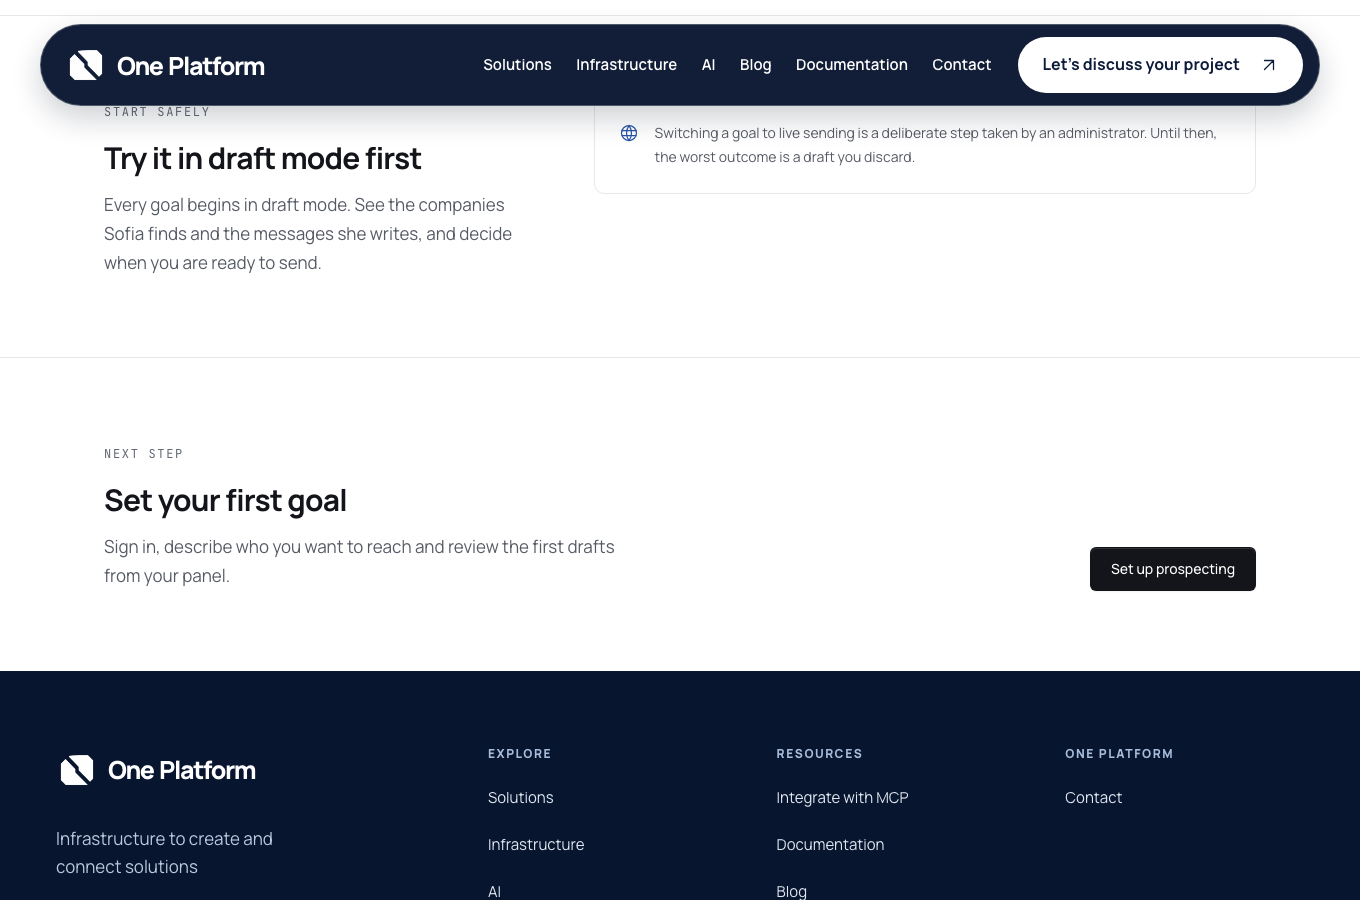 One Platform
Solutions
Infrastructure
AI
Blog
Documentation
Contact
Let's discuss your project
START SAFELY
Try it in draft mode first
Every goal begins in draft mode. See the companies
Sofia finds and the messages she writes, and decide
when you are ready to send.
Switching a goal to live sending is a deliberate step taken by an administrator. Until then,
the worst outcome is a draft you discard.
NEXT STEP
Set your first goal
Sign in, describe who you want to reach and review the first drafts
from your panel.
Set up prospecting
One Platform
Infrastructure to create and
connect solutions
EXPLORE
Solutions
Infrastructure
AI
RESOURCES
Integrate with MCP
Documentation
Blog
ONE PLATFORM
Contact